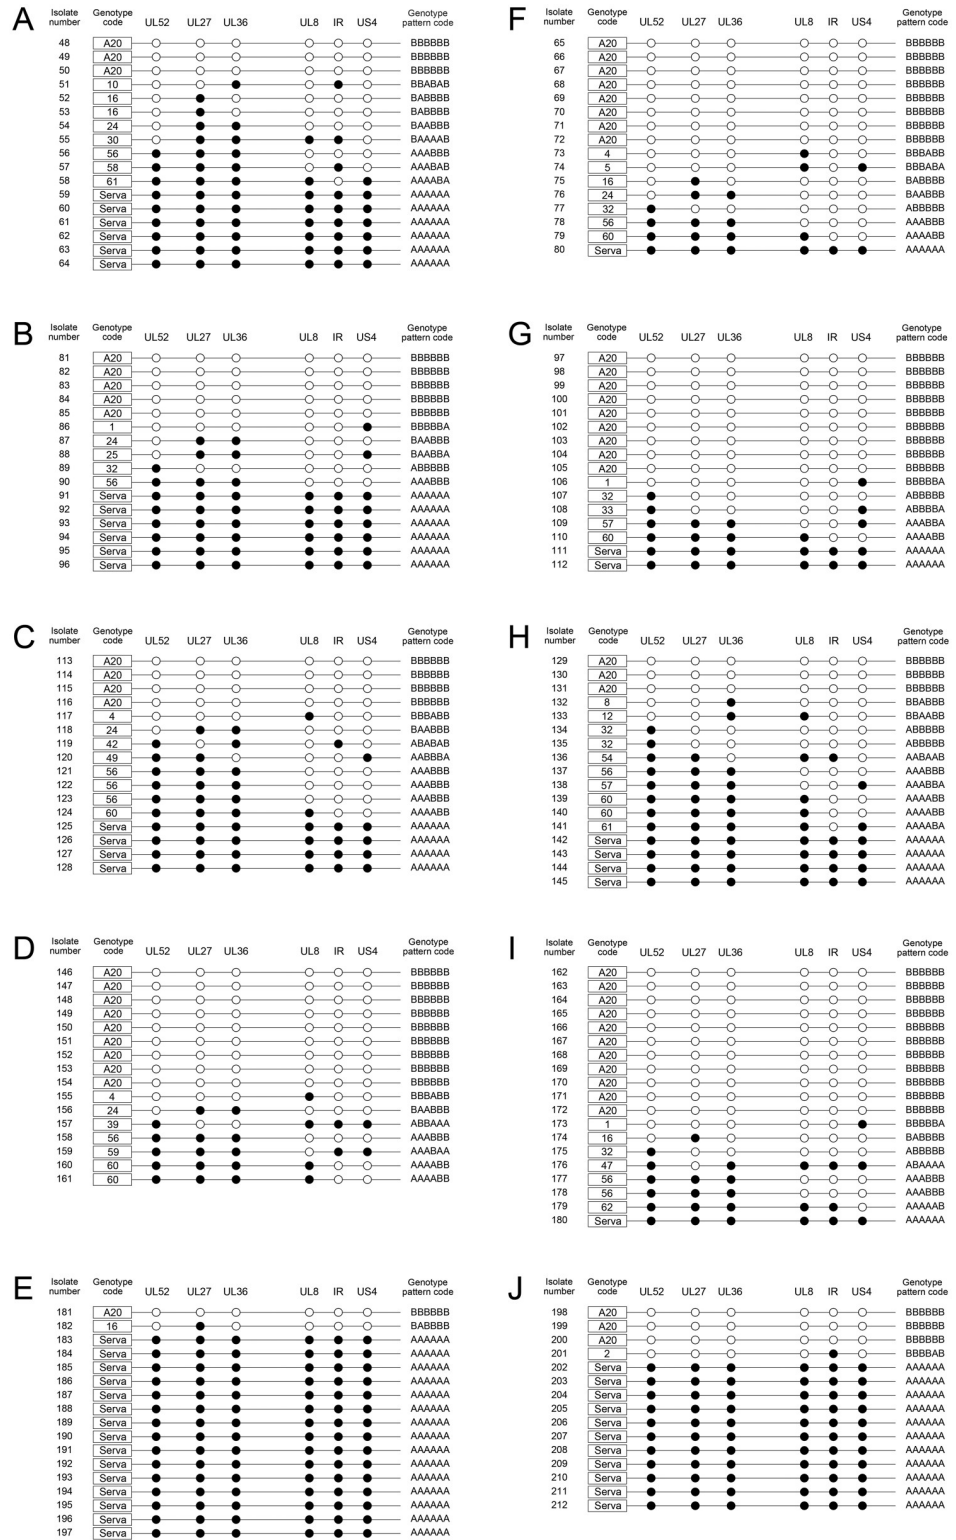 A Isolate Genotype Genotype
number code UL52 UL27 UL36 UL8 IR US4 pattern code
48 A20 BBBBBB
49 A20 BBBBBB
50 A20 BBBBBB
51 10 BBABAB
52 16 BABBBB
53 16 BABBBB
54 24 BAABBB
55 30 BAAAAB
56 56 AAABBB
57 58 AAABAB
58 61 AAAABA
59 Serva AAAAAA
60 Serva AAAAAA
61 Serva AAAAAA
62 Serva AAAAAA
63 Serva AAAAAA
64 Serva AAAAAA
B Isolate Genotype Genotype
number code UL52 UL27 UL36 UL8 IR US4 pattern code
81 A20 BBBBBB
82 A20 BBBBBB
83 A20 BBBBBB
84 A20 BBBBBB
85 A20 BBBBBB
86 1 BBBBBA
87 24 BAABBB
88 25 BAABBA
89 32 ABBBBB
90 56 AAABBB
91 Serva AAAAAA
92 Serva AAAAAA
93 Serva AAAAAA
94 Serva AAAAAA
95 Serva AAAAAA
96 Serva AAAAAA
C Isolate Genotype Genotype
number code UL52 UL27 UL36 UL8 IR US4 pattern code
113 A20 BBBBBB
114 A20 BBBBBB
115 A20 BBBBBB
116 A20 BBBBBB
117 4 BBBABB
118 24 BAABBB
119 42 ABABAB
120 49 AABBBA
121 56 AAABBB
122 56 AAABBB
123 56 AAABBB
124 60 AAAABB
125 Serva AAAAAA
126 Serva AAAAAA
127 Serva AAAAAA
128 Serva AAAAAA
D Isolate Genotype Genotype
number code UL52 UL27 UL36 UL8 IR US4 pattern code
146 A20 BBBBBB
147 A20 BBBBBB
148 A20 BBBBBB
149 A20 BBBBBB
150 A20 BBBBBB
151 A20 BBBBBB
152 A20 BBBBBB
153 A20 BBBBBB
154 A20 BBBBBB
155 4 BBBABB
156 24 BAABBB
157 39 ABBAAA
158 56 AAABBB
159 59 AAABAA
160 60 AAAABB
161 60 AAAABB
E Isolate Genotype Genotype
number code UL52 UL27 UL36 UL8 IR US4 pattern code
181 A20 BBBBBB
182 16 BABBBB
183 Serva AAAAAA
184 Serva AAAAAA
185 Serva AAAAAA
186 Serva AAAAAA
187 Serva AAAAAA
188 Serva AAAAAA
189 Serva AAAAAA
190 Serva AAAAAA
191 Serva AAAAAA
192 Serva AAAAAA
193 Serva AAAAAA
194 Serva AAAAAA
195 Serva AAAAAA
196 Serva AAAAAA
197 Serva AAAAAA
F Isolate Genotype Genotype
number code UL52 UL27 UL36 UL8 IR US4 pattern code
65 A20 BBBBBB
66 A20 BBBBBB
67 A20 BBBBBB
68 A20 BBBBBB
69 A20 BBBBBB
70 A20 BBBBBB
71 A20 BBBBBB
72 A20 BBBBBB
73 4 BBBABB
74 5 BBBABA
75 16 BABBBB
76 24 BAABBB
77 32 ABBBBB
78 56 AAABBB
79 60 AAAABB
80 Serva AAAAAA
G Isolate Genotype Genotype
number code UL52 UL27 UL36 UL8 IR US4 pattern code
97 A20 BBBBBB
98 A20 BBBBBB
99 A20 BBBBBB
100 A20 BBBBBB
101 A20 BBBBBB
102 A20 BBBBBB
103 A20 BBBBBB
104 A20 BBBBBB
105 A20 BBBBBB
106 1 BBBBBA
107 32 ABBBBB
108 33 ABBBBA
109 57 AAABBA
110 60 AAAABB
111 Serva AAAAAA
112 Serva AAAAAA
H Isolate Genotype Genotype
number code UL52 UL27 UL36 UL8 IR US4 pattern code
129 A20 BBBBBB
130 A20 BBBBBB
131 A20 BBBBBB
132 8 BBABBB
133 12 BBAABB
134 32 ABBBBB
135 32 ABBBBB
136 54 AABAAB
137 56 AAABBB
138 57 AAABBA
139 60 AAAABB
140 60 AAAABB
141 61 AAAABA
142 Serva AAAAAA
143 Serva AAAAAA
144 Serva AAAAAA
145 Serva AAAAAA
I Isolate Genotype Genotype
number code UL52 UL27 UL36 UL8 IR US4 pattern code
162 A20 BBBBBB
163 A20 BBBBBB
164 A20 BBBBBB
165 A20 BBBBBB
166 A20 BBBBBB
167 A20 BBBBBB
168 A20 BBBBBB
169 A20 BBBBBB
170 A20 BBBBBB
171 A20 BBBBBB
172 A20 BBBBBB
173 1 BBBBBA
174 16 BABBBB
175 32 ABBBBB
176 47 ABAAAA
177 56 AAABBB
178 56 AAABBB
179 62 AAAAAB
180 Serva AAAAAA
J Isolate Genotype Genotype
number code UL52 UL27 UL36 UL8 IR US4 pattern code
198 A20 BBBBBB
199 A20 BBBBBB
200 A20 BBBBBB
201 2 BBBBAB
202 Serva AAAAAA
203 Serva AAAAAA
204 Serva AAAAAA
205 Serva AAAAAA
206 Serva AAAAAA
207 Serva AAAAAA
208 Serva AAAAAA
209 Serva AAAAAA
210 Serva AAAAAA
211 Serva AAAAAA
212 Serva AAAAAA